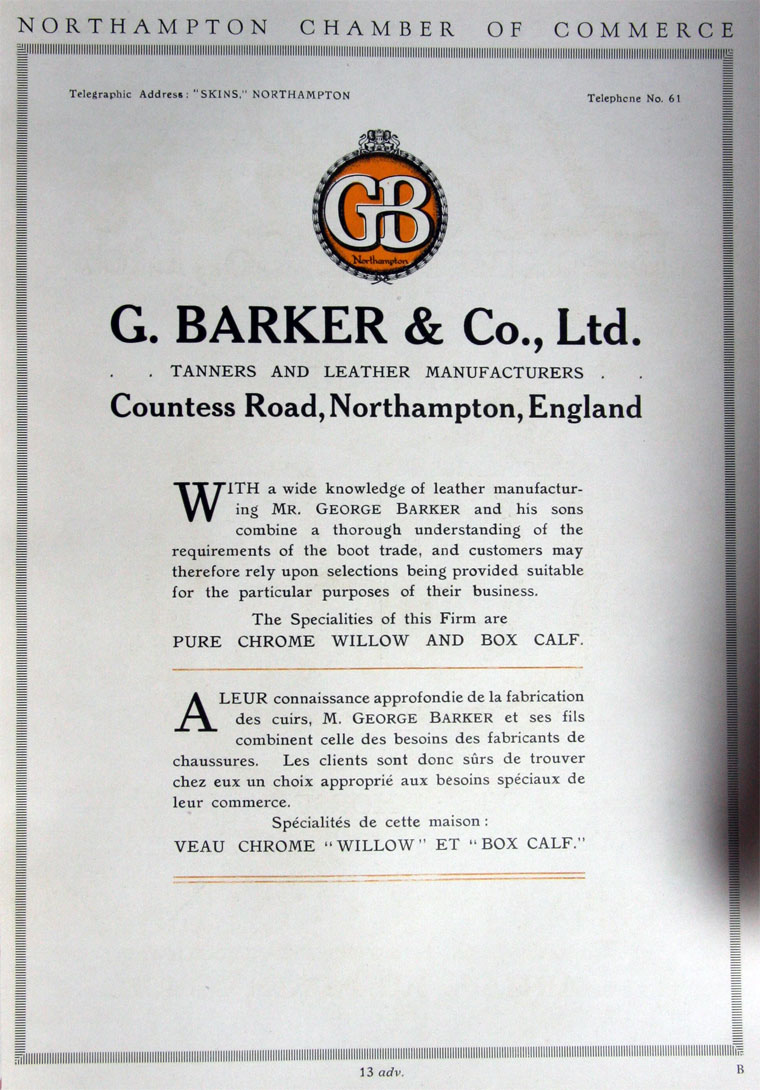 NORTHAMPTON CHAMBER OF COMMERCE
Telegraphic Address: "SKINS," NORTHAMPTON
Telephone No. 61
GB
Northampton
G. BARKER & Co., Ltd.
. . TANNERS AND LEATHER MANUFACTURERS . .
Countess Road, Northampton, England
WITH a wide knowledge of leather manufactur-
ing MR. GEORGE BARKER and his sons
combine a thorough understanding of the
requirements of the boot trade, and customers may
therefore rely upon selections being provided suitable
for the particular purposes of their business.
The Specialities of this Firm are
PURE CHROME WILLOW AND BOX CALF.
A LEUR connaissance approfondie de la fabrication
des cuirs, M. GEORGE BARKER et ses fils
combinent celle des besoins des fabricants de
chaussures. Les clients sont donc sûrs de trouver
chez eux un choix approprié aux besoins spéciaux de
leur commerce.
Spécialités de cette maison :
VEAU CHROME "WILLOW" ET "BOX CALF."
13 adv.
B